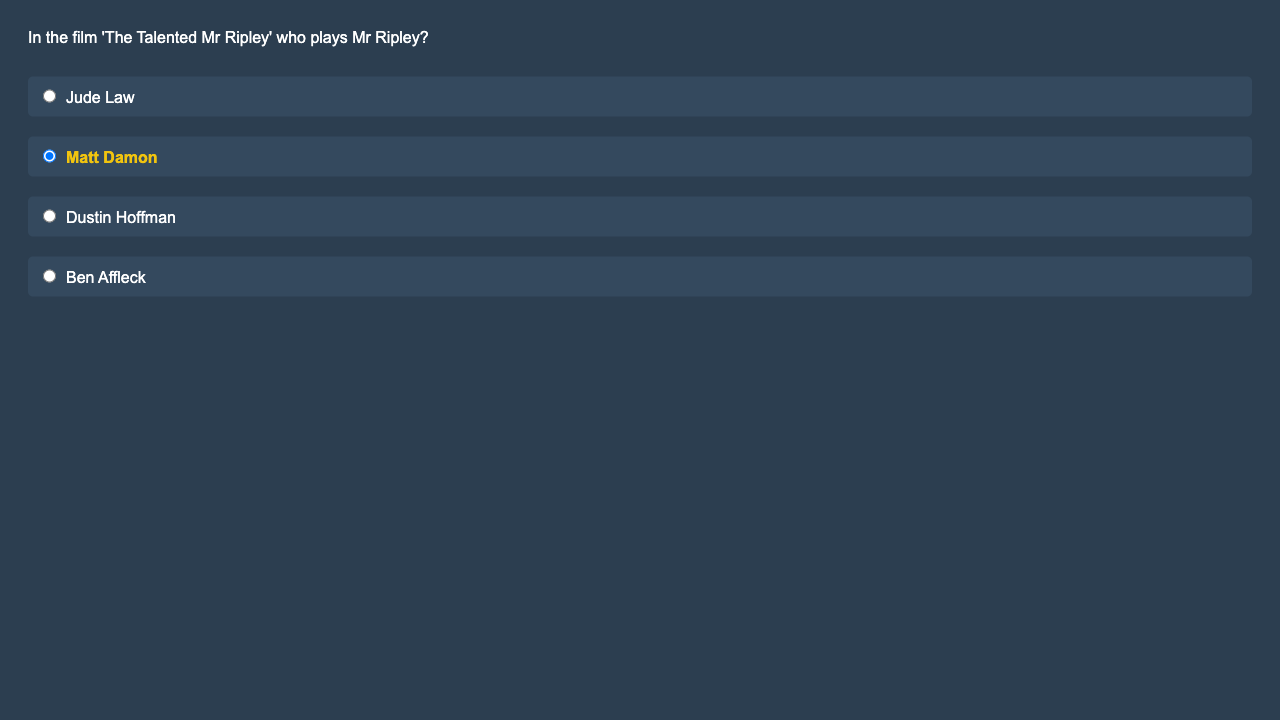 In the film 'The Talented Mr Ripley' who plays Mr Ripley?
Jude Law
Matt Damon
Dustin Hoffman
Ben Affleck